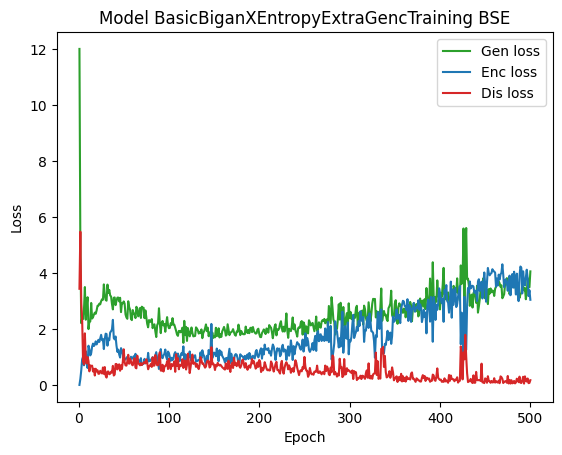 Model BasicBiganXEntropyExtraGencTraining BSE
Gen loss
Enc loss
Dis loss
12
10
8
6
4
2
0
Loss
0 100 200 300 400 500
Epoch